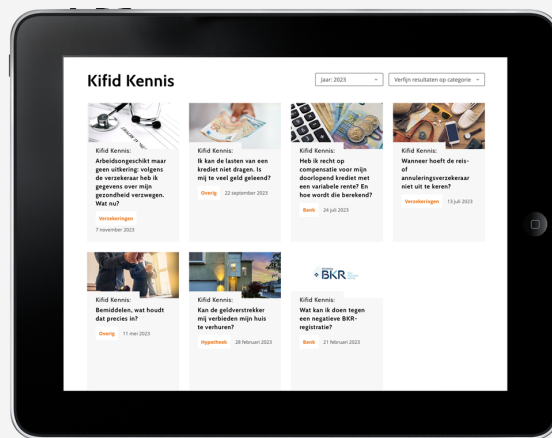 Kifid Kennis
Jaar: 2023
Verfijn resultaten op categorie
Kifid Kennis:
Arbeidsongeschikt maar
geen uitkering: volgens
de verzekeraar heb ik
gegevens over mijn
gezondheid verzwegen.
Wat nu?
Verzekeringen
7 november 2023
Kifid Kennis:
Ik kan de lasten van een
krediet niet dragen. Is
mij te veel geld geleend?
Overig 22 september 2023
Kifid Kennis:
Heb ik recht op
compensatie voor mijn
doorlopend krediet met
een variabele rente? En
hoe wordt die berekend?
Bank 24 juli 2023
Kifid Kennis:
Wanneer hoeft de reis-
of
annuleringsverzekeraar
niet uit te keren?
Verzekeringen 13 juli 2023
Kifid Kennis:
Bemiddelen, wat houdt
dat precies in?
Overig 11 mei 2023
Kifid Kennis:
Kan de geldverstrekker
mij verbieden mijn huis
te verhuren?
Hypotheek 28 februari 2023
BKR
Kifid Kennis:
Wat kan ik doen tegen
een negatieve BKR-
registratie?
Bank 21 februari 2023